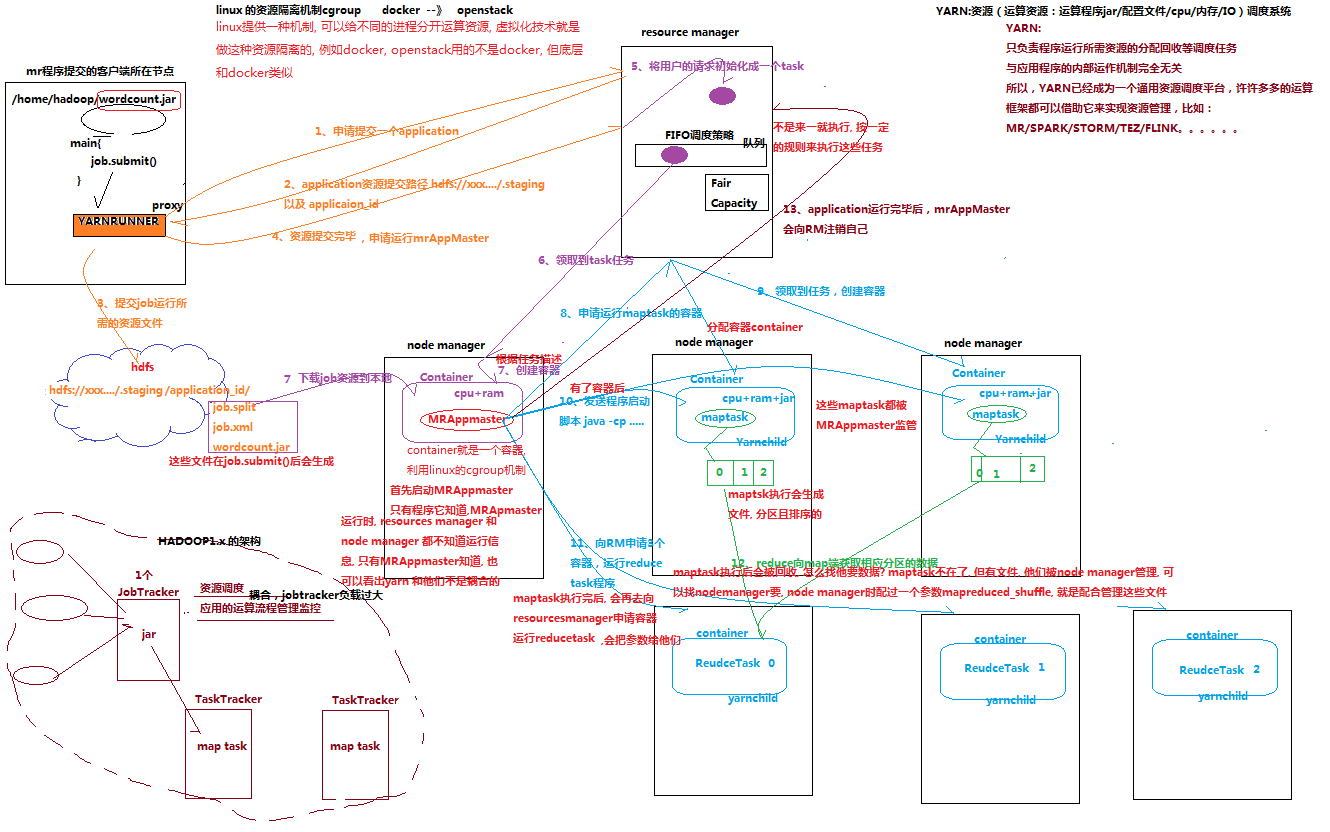 linux 的资源隔离机制cgroup docker --》 openstack
linux提供一种机制, 可以给不同的进程分开运算资源, 虚拟化技术就是
做这种资源隔离的, 例如docker, openstack用的不是docker, 但底层
和docker类似
YARN:资源（运算资源：运算程序jar/配置文件/cpu/内存/IO）调度系统
YARN:
只负责程序运行所需资源的分配回收等调度任务
与应用程序的内部运作机制完全无关
所以，YARN已经成为一个通用资源调度平台，许许多多的运算
框架都可以借助它来实现资源管理，比如：
MR/SPARK/STORM/TEZ/FLINK。。。。。。
mr程序提交的客户端所在节点
/home/hadoop/wordcount.jar
main{
job.submit()
}
proxy
YARNRUNNER
resource manager
5、将用户的请求初始化成一个task
FIFO调度策略
队列
Fair
Capacity
不是来一就执行, 按一定
的规则来执行这些任务
1、申请提交一个application
2、application资源提交路径 hdfs://xxx..../.staging
以及 applicaion_id
4、资源提交完毕，申请运行mrAppMaster
13、application运行完毕后，mrAppMaster
会向RM注销自己
6、领取到task任务
3、提交job运行所
需的资源文件
8、申请运行maptask的容器
9、领取到任务，创建容器
分配容器container
hdfs
hdfs://xxx..../.staging /application_id/
job.split
job.xml
wordcount.jar
这些文件在job.submit()后会生成
7 下载job资源到本地
node manager
根据任务描述
7、创建容器
Container
cpu+ram
MRAppmaster
container就是一个容器,
利用linux的cgroup机制
首先启动MRAppmaster
只有程序它知道,MRApmaster
运行时, resources manager 和
node manager 都不知道运行信
息, 只有MRAppmaster知道, 也
可以看出yarn 和他们不是耦合的
有了容器后
10、发送程序启动
脚本 java -cp .....
node manager
Container
cpu+ram+jar
maptask
Yarnchild
0 1 2
maptsk执行会生成
文件, 分区且排序的
这些maptask都被
MRAppmaster监管
node manager
Container
cpu+ram+jar
maptask
Yarnchild
0 1 2
11、向RM申请3个
容器，运行reduce
task程序
12、reduce向map端获取相应分区的数据
maptask执行后会被回收, 怎么找他要数据? maptask不在了, 但有文件, 他们被node manager管理, 可
以找nodemanager要, node manager时配过一个参数mapreduced_shuffle, 就是配合管理这些文件
maptask执行完后, 会再去向
resourcesmanager申请容器
运行reducetask ,会把参数给他们
container
ReudceTask 0
yarnchild
container
ReudceTask 1
yarnchild
container
ReudceTask 2
yarnchild
HADOOP1.x 的架构
1个
JobTracker
jar
资源调度
耦合，jobtracker负载过大
应用的运算流程管理监控
TaskTracker
map task
TaskTracker
map task